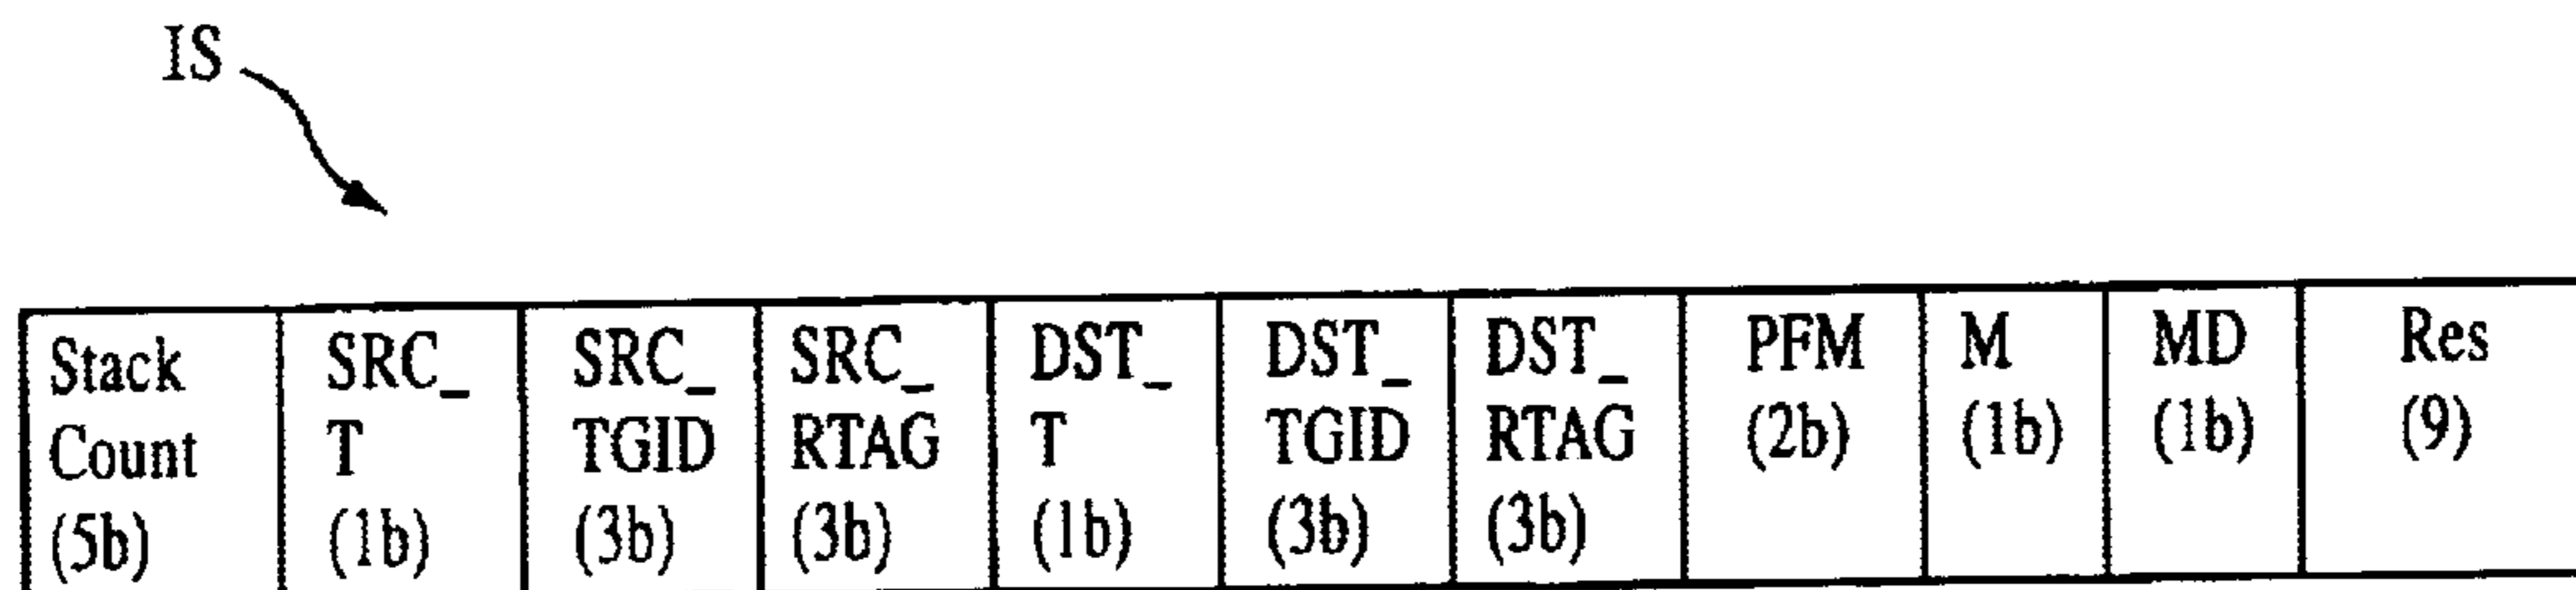 IS
Stack
Count
(5b)
SRC_
T
(1b)
SRC_
TGID
(3b)
SRC_
RTAG
(3b)
DST_
T
(1b)
DST_
TGID
(3b)
DST_
RTAG
(3b)
PFM
(2b)
M
(1b)
MD
(1b)
Res
(9)